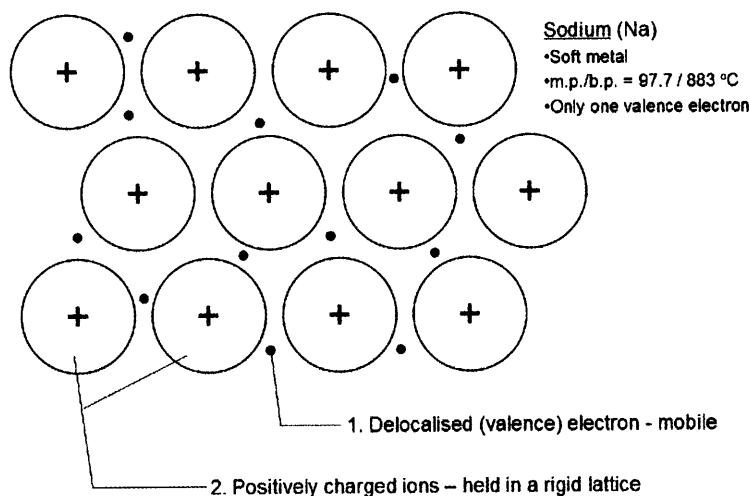 Sodium (Na)
•Soft metal
•m.p./b.p. = 97.7 / 883 ºC
•Only one valence electron
+ + + +
+ + + +
+ + + +
1. Delocalised (valence) electron - mobile
2. Positively charged ions – held in a rigid lattice